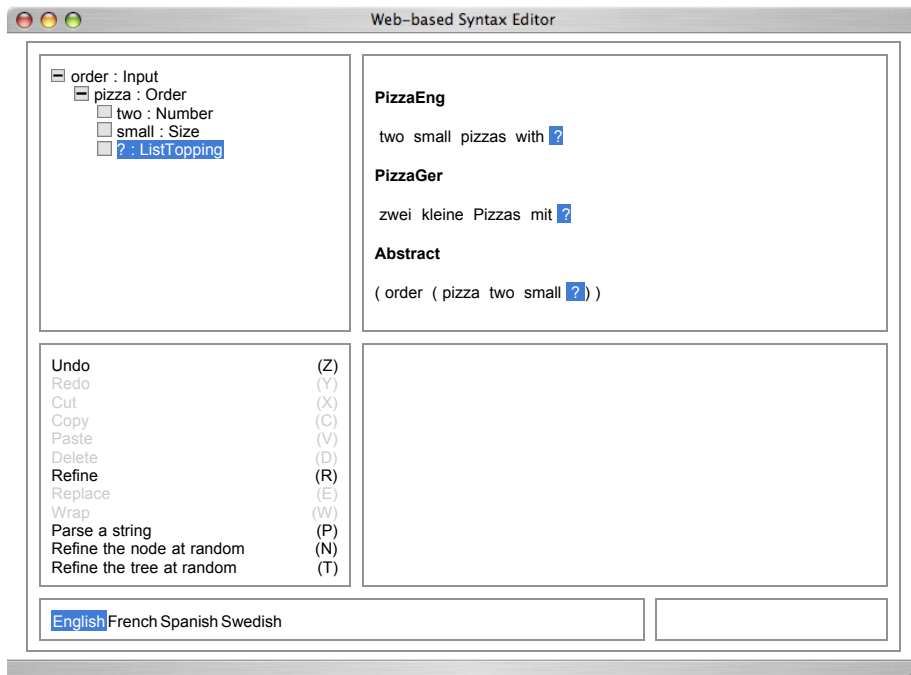 Web-based Syntax Editor
order : Input
pizza : Order
two : Number
small : Size
? : ListTopping
PizzaEng
two small pizzas with ?
PizzaGer
zwei kleine Pizzas mit ?
Abstract
( order ( pizza two small ? ) )
Undo (Z)
Redo (Y)
Cut (X)
Copy (C)
Paste (V)
Delete (D)
Refine (R)
Replace (E)
Wrap (W)
Parse a string (P)
Refine the node at random (N)
Refine the tree at random (T)
English French Spanish Swedish